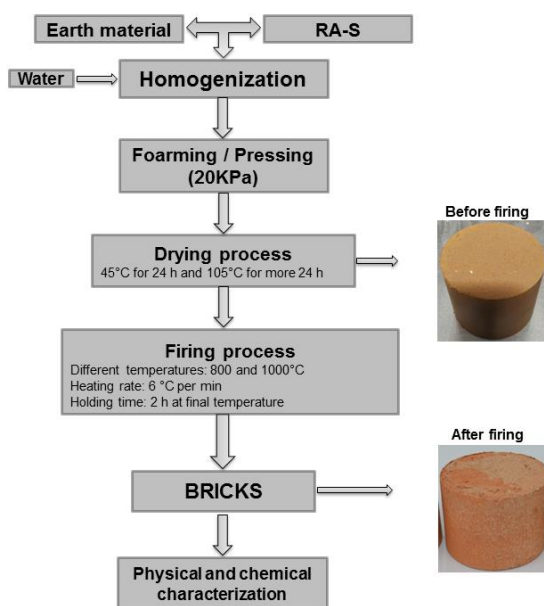 Earth material
RA-S
Water
Homogenization
Foarming / Pressing
(20KPa)
Before firing
Drying process
45°C for 24 h and 105°C for more 24 h
Firing process
Different temperatures: 800 and 1000°C
Heating rate: 6 °C per min
Holding time: 2 h at final temperature
After firing
BRICKS
Physical and chemical
characterization